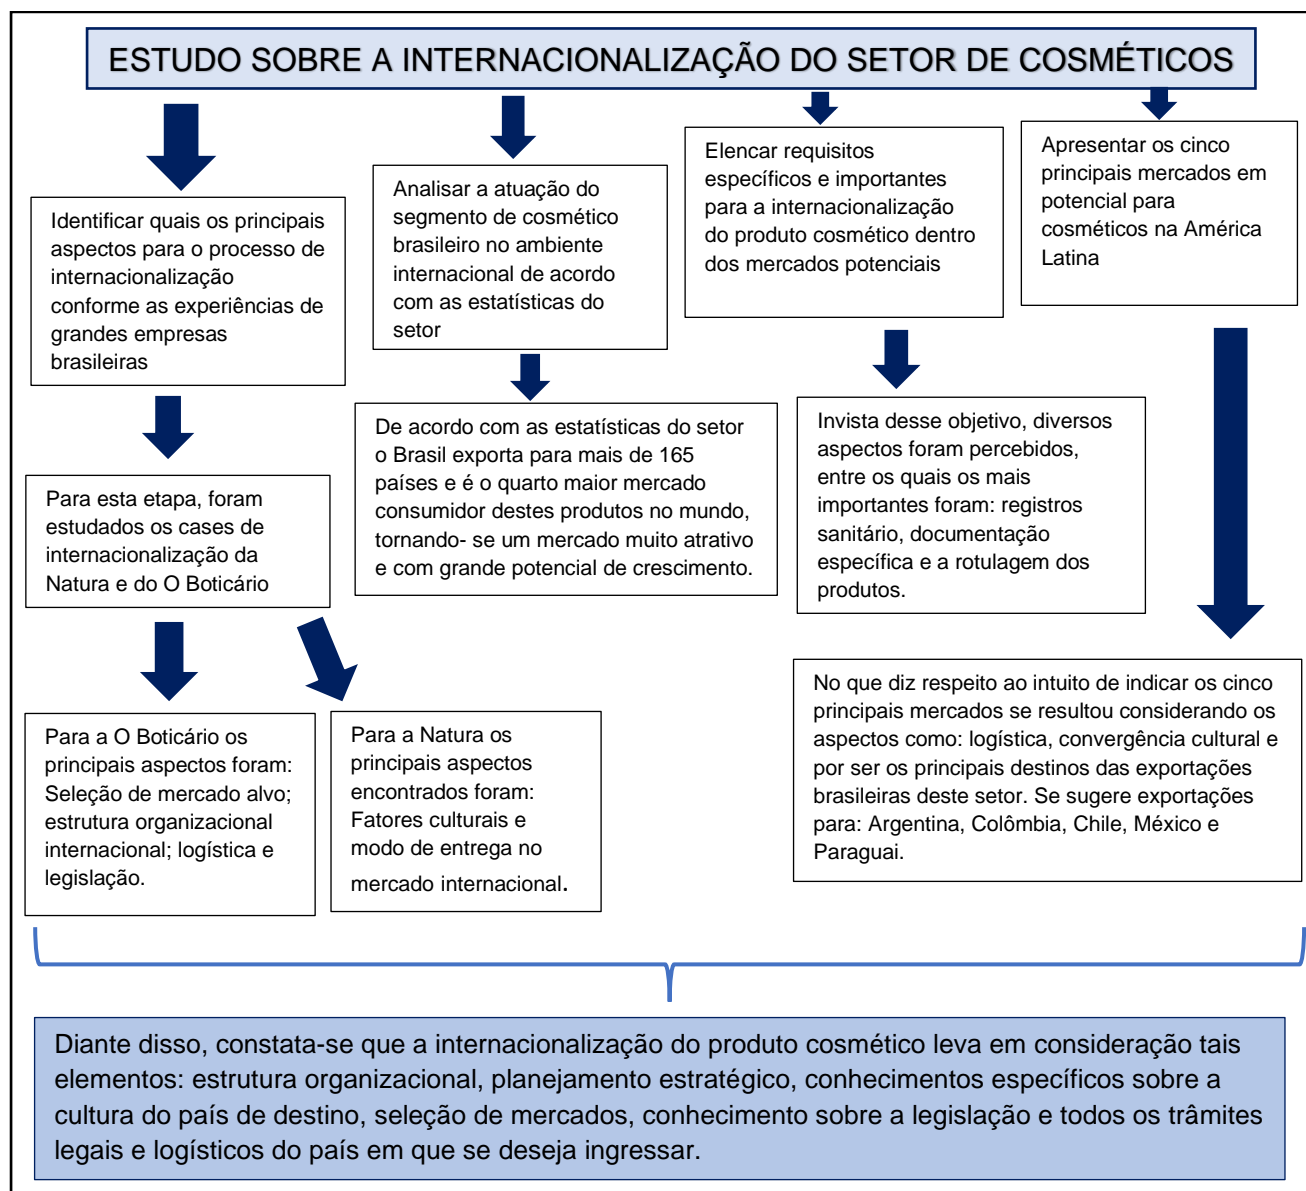 ESTUDO SOBRE A INTERNACIONALIZAÇÃO DO SETOR DE COSMÉTICOS
Identificar quais os principais
aspectos para o processo de
internacionalização
conforme as experiências de
grandes empresas
brasileiras
Analisar a atuação do
segmento de cosmético
brasileiro no ambiente
internacional de acordo
com as estatísticas do
setor
Elencar requisitos
específicos e importantes
para a internacionalização
do produto cosmético dentro
dos mercados potenciais
Apresentar os cinco
principais mercados em
potencial para
cosméticos na América
Latina
Para esta etapa, foram
estudados os cases de
internacionalização da
Natura e do O Boticário
De acordo com as estatísticas do setor
o Brasil exporta para mais de 165
países e é o quarto maior mercado
consumidor destes produtos no mundo,
tornando- se um mercado muito atrativo
e com grande potencial de crescimento.
Invista desse objetivo, diversos
aspectos foram percebidos,
entre os quais os mais
importantes foram: registros
sanitário, documentação
específica e a rotulagem dos
produtos.
Para a O Boticário os
principais aspectos foram:
Seleção de mercado alvo;
estrutura organizacional
internacional; logística e
legislação.
Para a Natura os
principais aspectos
encontrados foram:
Fatores culturais e
modo de entrega no
mercado internacional.
No que diz respeito ao intuito de indicar os cinco
principais mercados se resultou considerando os
aspectos como: logística, convergência cultural e
por ser os principais destinos das exportações
brasileiras deste setor. Se sugere exportações
para: Argentina, Colômbia, Chile, México e
Paraguai.
Diante disso, constata-se que a internacionalização do produto cosmético leva em consideração tais
elementos: estrutura organizacional, planejamento estratégico, conhecimentos específicos sobre a
cultura do país de destino, seleção de mercados, conhecimento sobre a legislação e todos os trâmites
legais e logísticos do país em que se deseja ingressar.